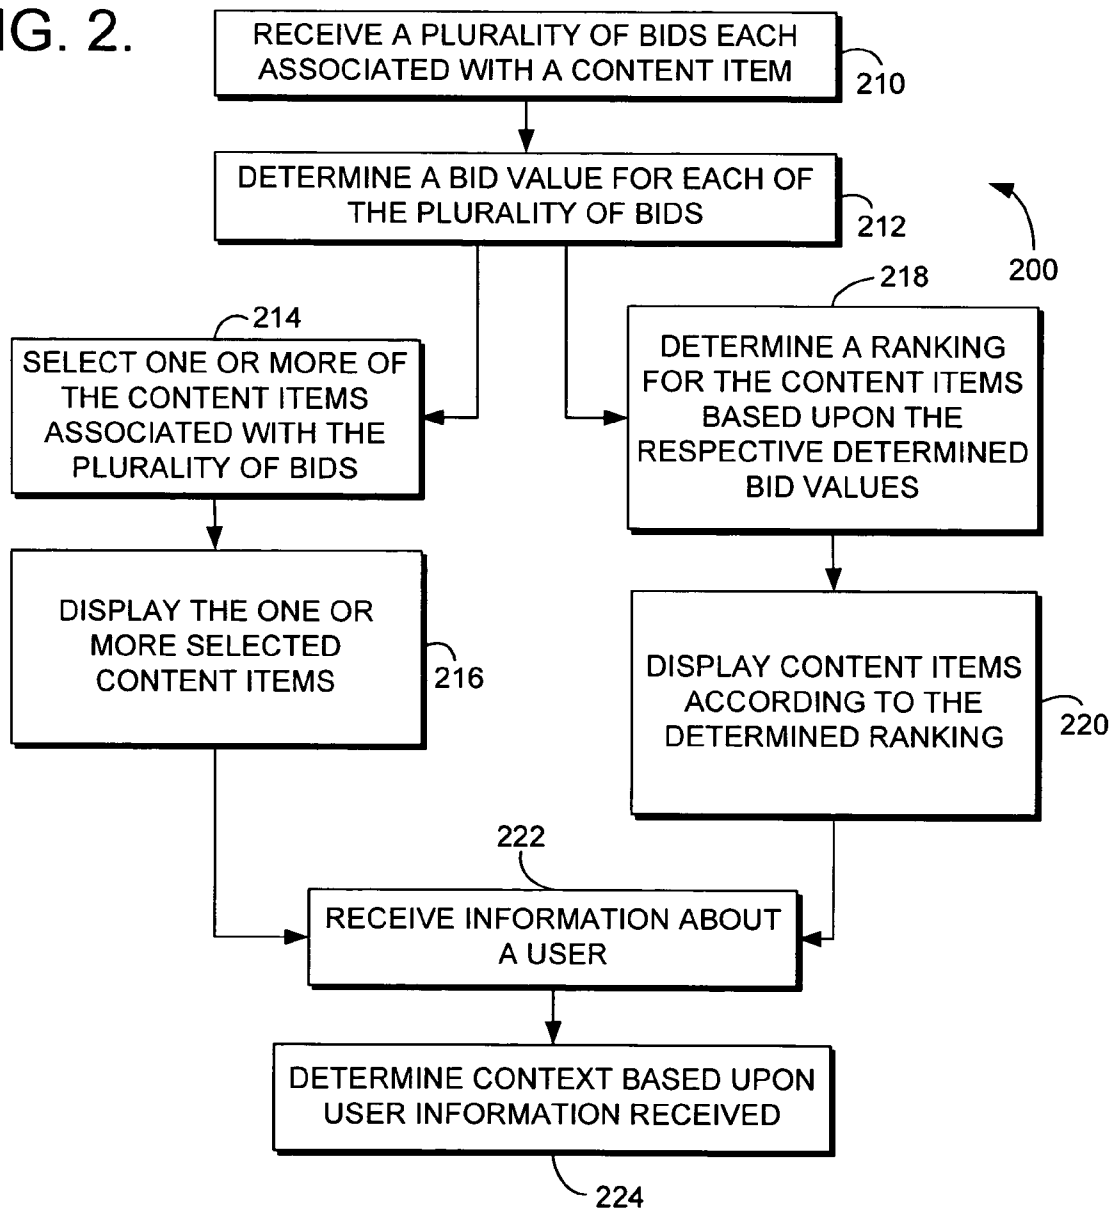 IG. 2.
RECEIVE A PLURALITY OF BIDS EACH
ASSOCIATED WITH A CONTENT ITEM
210
DETERMINE A BID VALUE FOR EACH OF
THE PLURALITY OF BIDS
212
200
214
SELECT ONE OR MORE OF
THE CONTENT ITEMS
ASSOCIATED WITH THE
PLURALITY OF BIDS
218
DETERMINE A RANKING
FOR THE CONTENT ITEMS
BASED UPON THE
RESPECTIVE DETERMINED
BID VALUES
DISPLAY THE ONE OR
MORE SELECTED
CONTENT ITEMS
216
DISPLAY CONTENT ITEMS
ACCORDING TO THE
DETERMINED RANKING
220
222
RECEIVE INFORMATION ABOUT
A USER
DETERMINE CONTEXT BASED UPON
USER INFORMATION RECEIVED
224